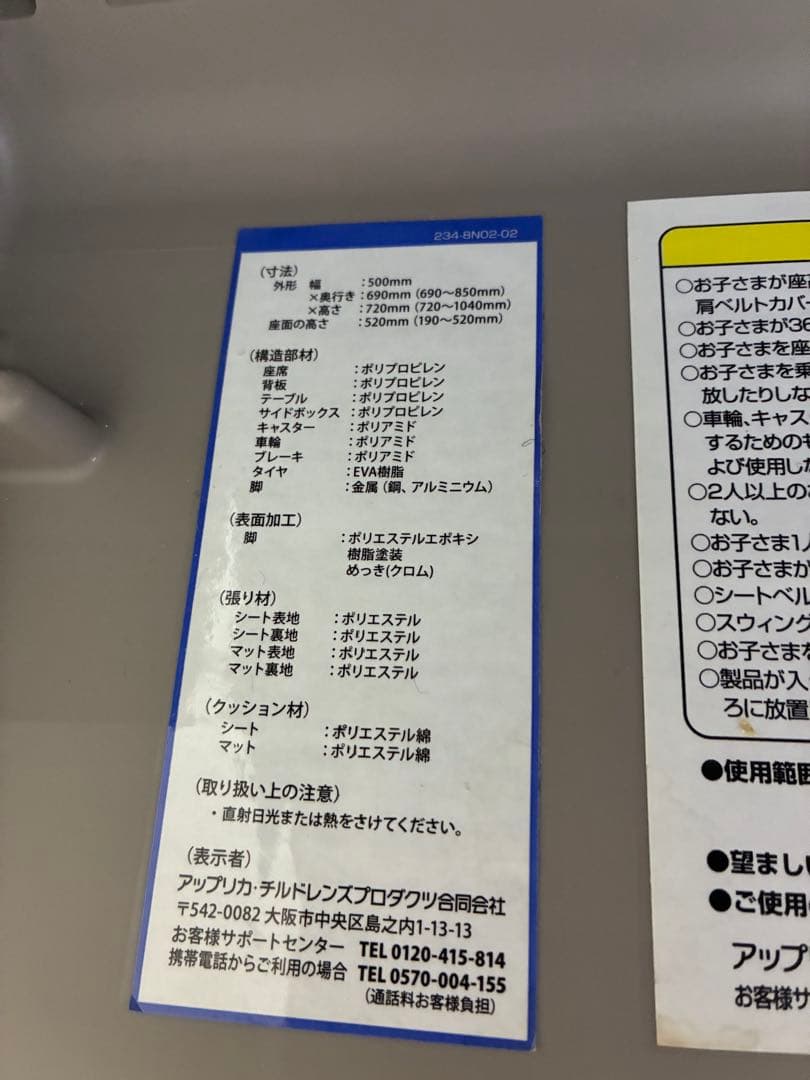 234-8N02-02
(寸法)
外形 幅 :500mm
×奥行き:690mm(690～850mm)
×高さ:720mm(720～1040mm)
座面の高さ :520mm(190～520mm)
(構造部材)
座席 :ポリプロピレン
背板 :ポリプロピレン
テーブル :ポリプロピレン
サイドボックス :ポリプロピレン
キャスター :ポリアミド
車輪 :ポリアミド
ブレーキ :ポリアミド
タイヤ :EVA樹脂
脚 :金属(鋼、アルミニウム)
(表面加工)
脚 :ポリエステルエポキシ
樹脂塗装
めっき(クロム)
(張り材)
シート表地 :ポリエステル
シート裏地 :ポリエステル
マット表地 :ポリエステル
マット裏地 :ポリエステル
(クッション材)
シート :ポリエステル綿
マット :ポリエステル綿
(取り扱い上の注意)
・直射日光または熱をさけてください。
(表示者)
アップリカ・チルドレンズプロダクツ合同会社
〒542-0082 大阪市中央区島之内1-13-13
お客様サポートセンター TEL 0120-415-814
携帯電話からご利用の場合 TEL 0570-004-155
(通話料お客様負担)
○お子さまが座
肩ベルトカバー
○お子さまが36
○お子さまを座
○お子さまを乗
放したりしな
○車輪、キャス
するためのも
よび使用した
○2人以上のお
ない。
○お子さま1人
○お子さまが
○シートベル
○スウィング
○お子さまを
○製品が入っ
ろに放置
●使用範囲
●望ましい
●ご使用の
アップ
お客様サ